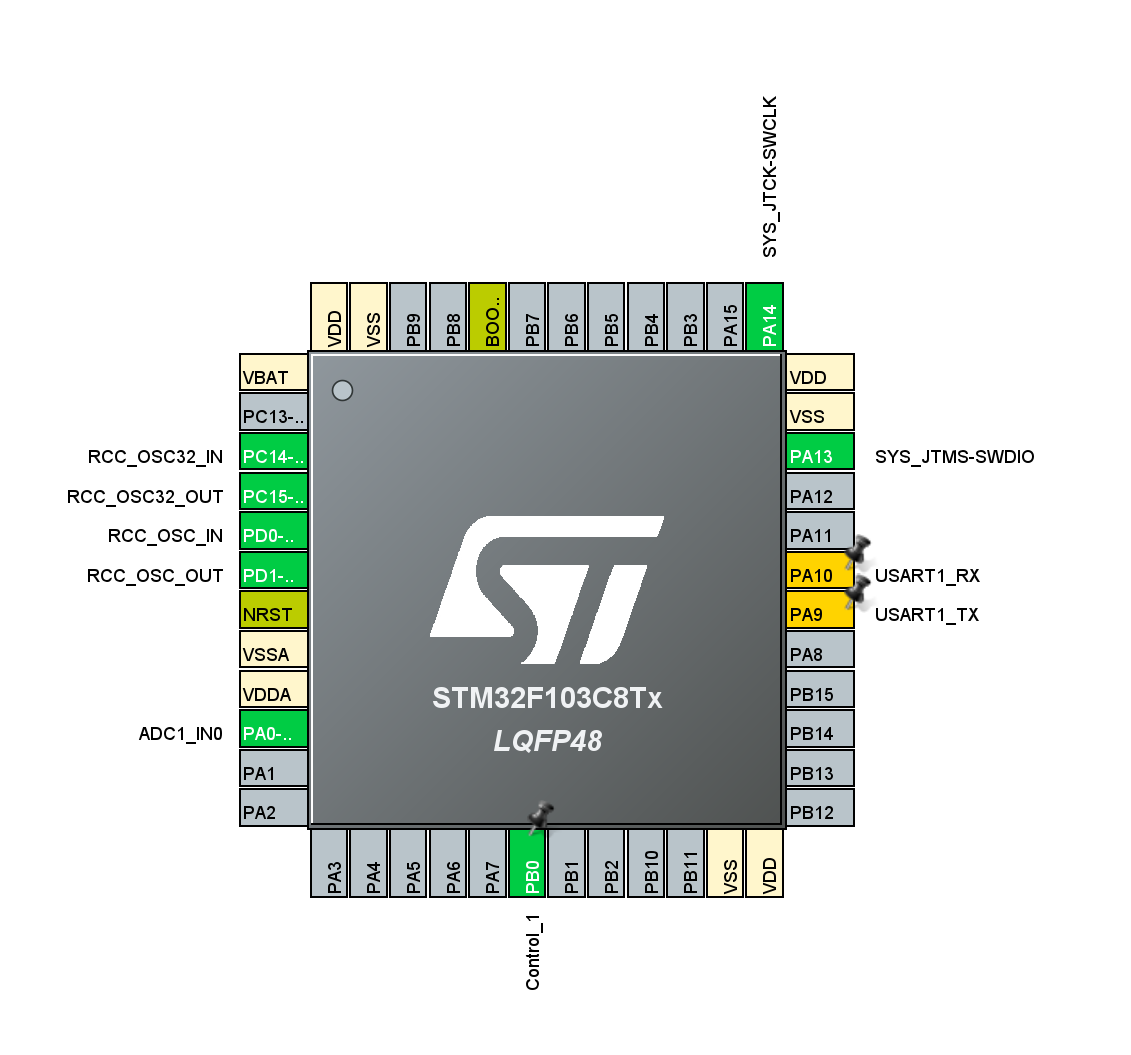 SYS_JTCK-SWCLK
VDD
VSS
PB9
PB8
BOO..
PB7
PB6
PB5
PB4
PB3
PA15
PA14
VBAT
PC13-..
RCC_OSC32_IN
PC14-..
RCC_OSC32_OUT
PC15-..
RCC_OSC_IN
PD0-..
RCC_OSC_OUT
PD1-..
NRST
VSSA
VDDA
ADC1_IN0
PA0-..
PA1
PA2
ST
STM32F103C8Tx
LQFP48
VDD
VSS
PA13
SYS_JTMS-SWDIO
PA12
PA11
PA10
USART1_RX
PA9
USART1_TX
PA8
PB15
PB14
PB13
PB12
PA3
PA4
PA5
PA6
PA7
PB0
PB1
PB2
PB10
PB11
VSS
VDD
Control_1